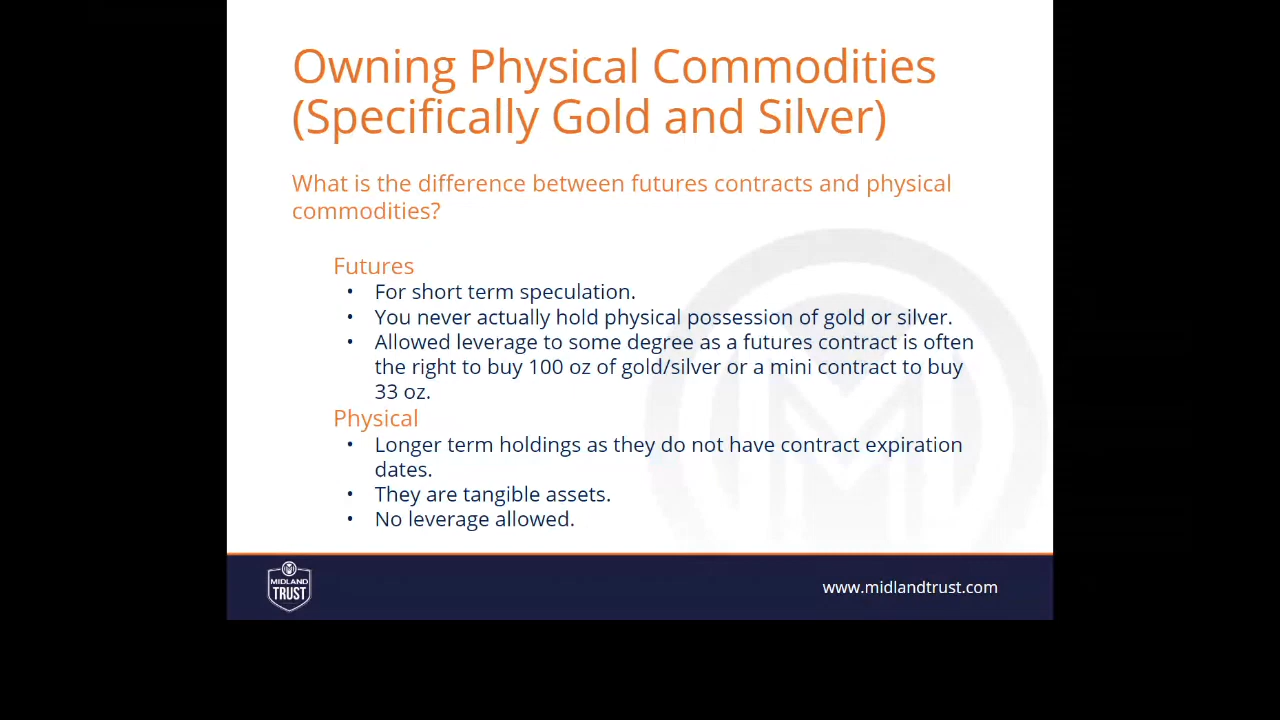 Owning Physical Commodities
(Specifically Gold and Silver)
What is the difference between futures contracts and physical
commodities?
Futures
• For short term speculation.
• You never actually hold physical possession of gold or silver.
• Allowed leverage to some degree as a futures contract is often
the right to buy 100 oz of gold/silver or a mini contract to buy
33 oz.
Physical
• Longer term holdings as they do not have contract expiration
dates.
• They are tangible assets.
• No leverage allowed.
MIDLAND
TRUST
www.midlandtrust.com